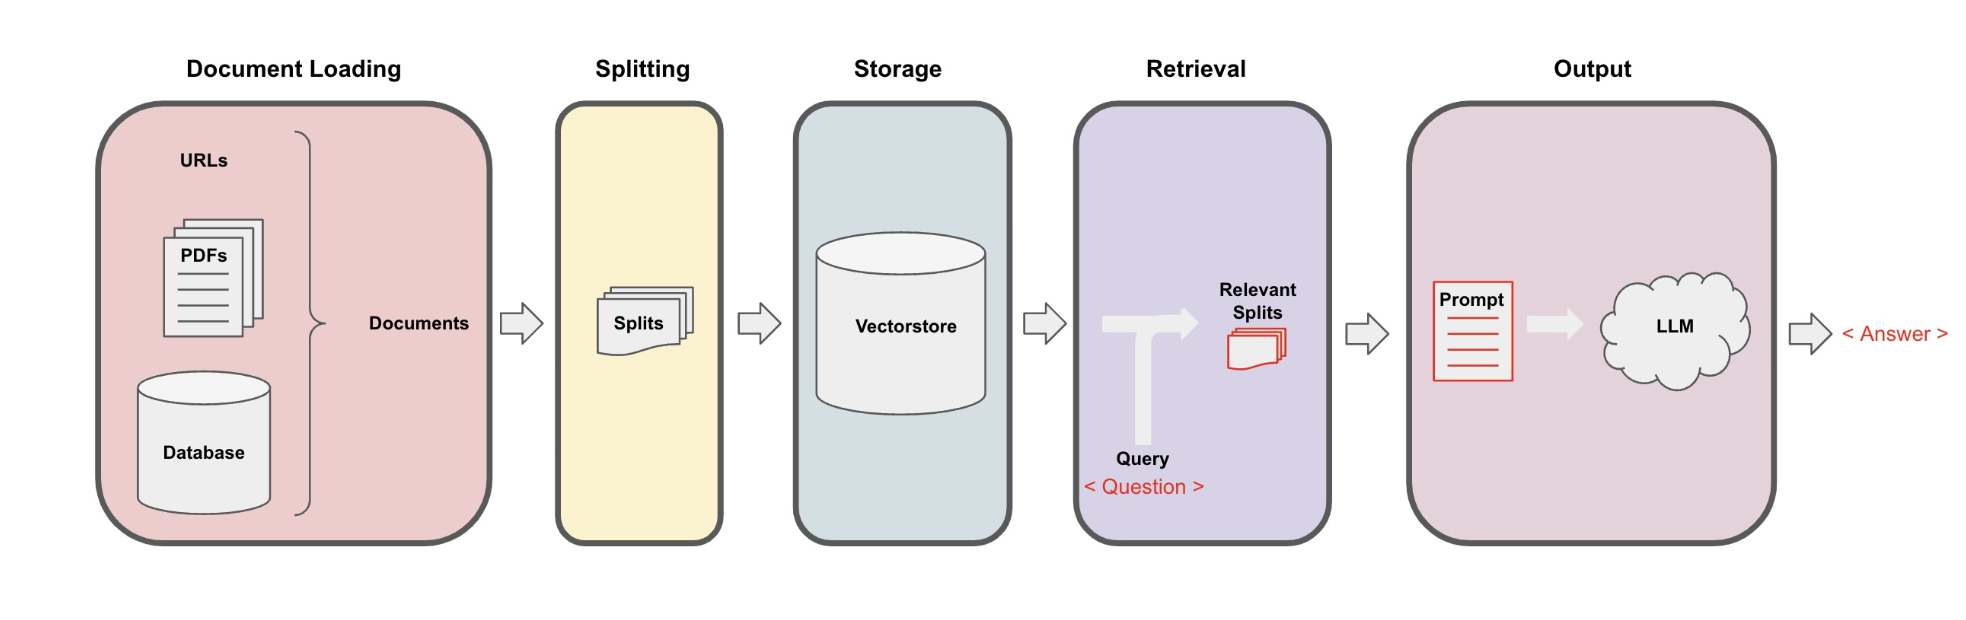 Document Loading
Splitting
Storage
Retrieval
Output
URLs
PDFs
Database
Documents
Splits
Vectorstore
Relevant
Splits
Query
< Question >
Prompt
LLM
< Answer >